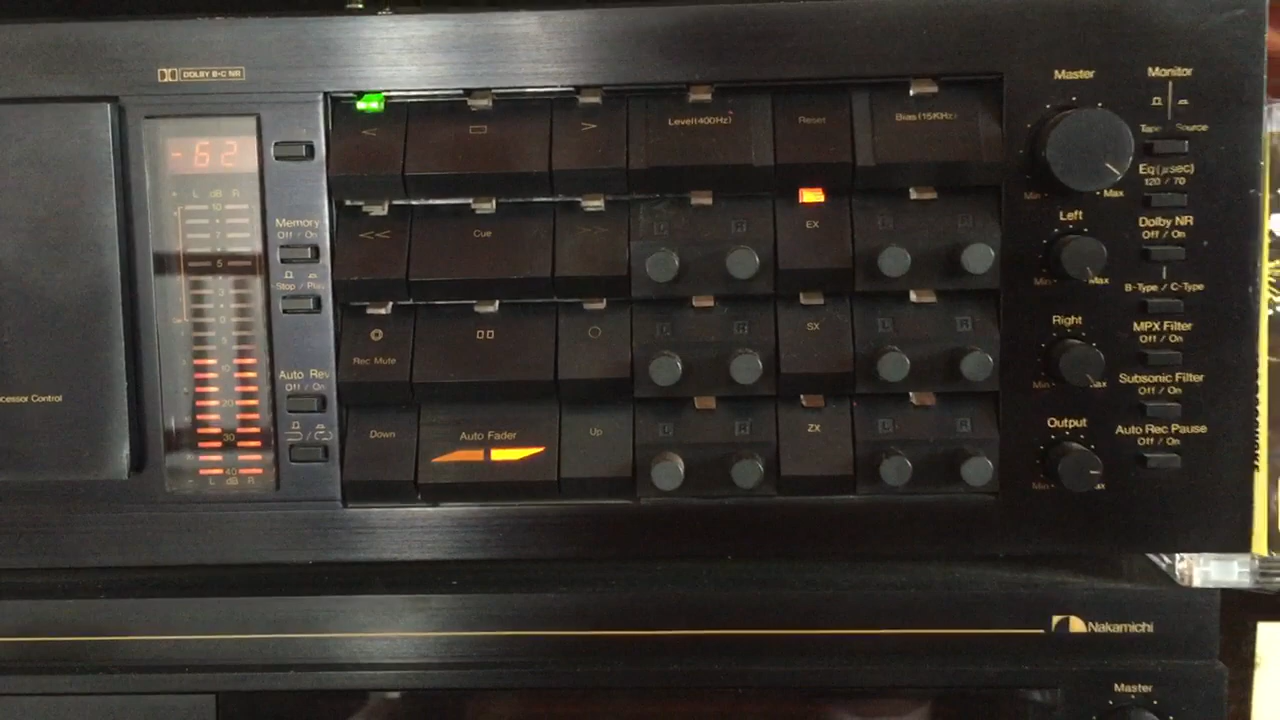 DOLBY B-C NR
-62
L dB R
10
7
5
3
0
5
10
20
30
40
L dB R
ocessor Control
Memory
Off / On
Stop / Play
Auto Rev
Off / On
<
>
Level(400Hz)
Reset
Bias(15KHz)
<<
Cue
>>
L R
EX
L R
Rec Mute
L R
SX
L R
Down
Auto Fader
Up
L R
ZX
L R
Master
Min Max
Left
Min Max
Right
Min Max
Output
Min Max
Monitor
Tape Source
Eq(μsec)
120 / 70
Dolby NR
Off / On
B-Type / C-Type
MPX Filter
Off / On
Subsonic Filter
Off / On
Auto Rec Pause
Off / On
Nakamichi
Master